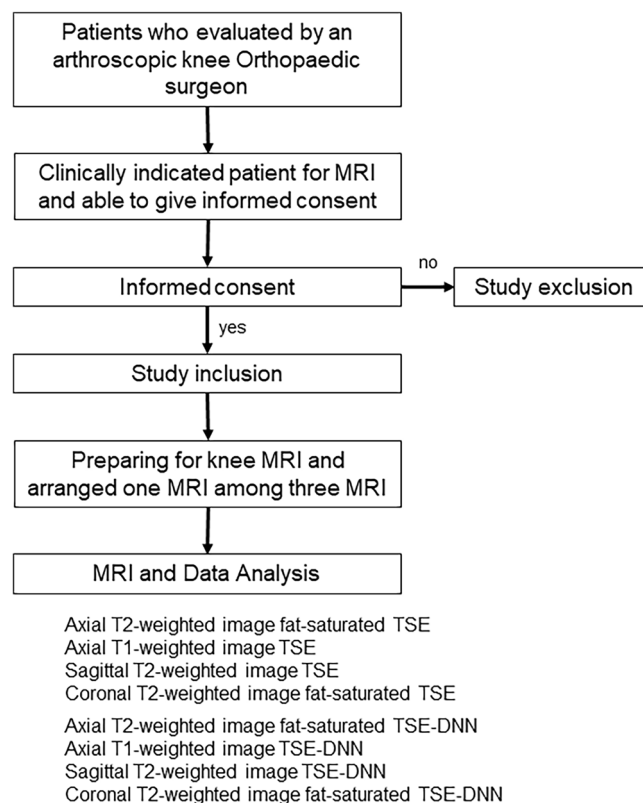 Patients who evaluated by an
arthroscopic knee Orthopaedic
surgeon
Clinically indicated patient for MRI
and able to give informed consent
no
Informed consent
Study exclusion
yes
Study inclusion
Preparing for knee MRI and
arranged one MRI among three MRI
MRI and Data Analysis
Axial T2-weighted image fat-saturated TSE
Axial T1-weighted image TSE
Sagittal T2-weighted image TSE
Coronal T2-weighted image fat-saturated TSE
Axial T2-weighted image fat-saturated TSE-DNN
Axial T1-weighted image TSE-DNN
Sagittal T2-weighted image TSE-DNN
Coronal T2-weighted image fat-saturated TSE-DNN